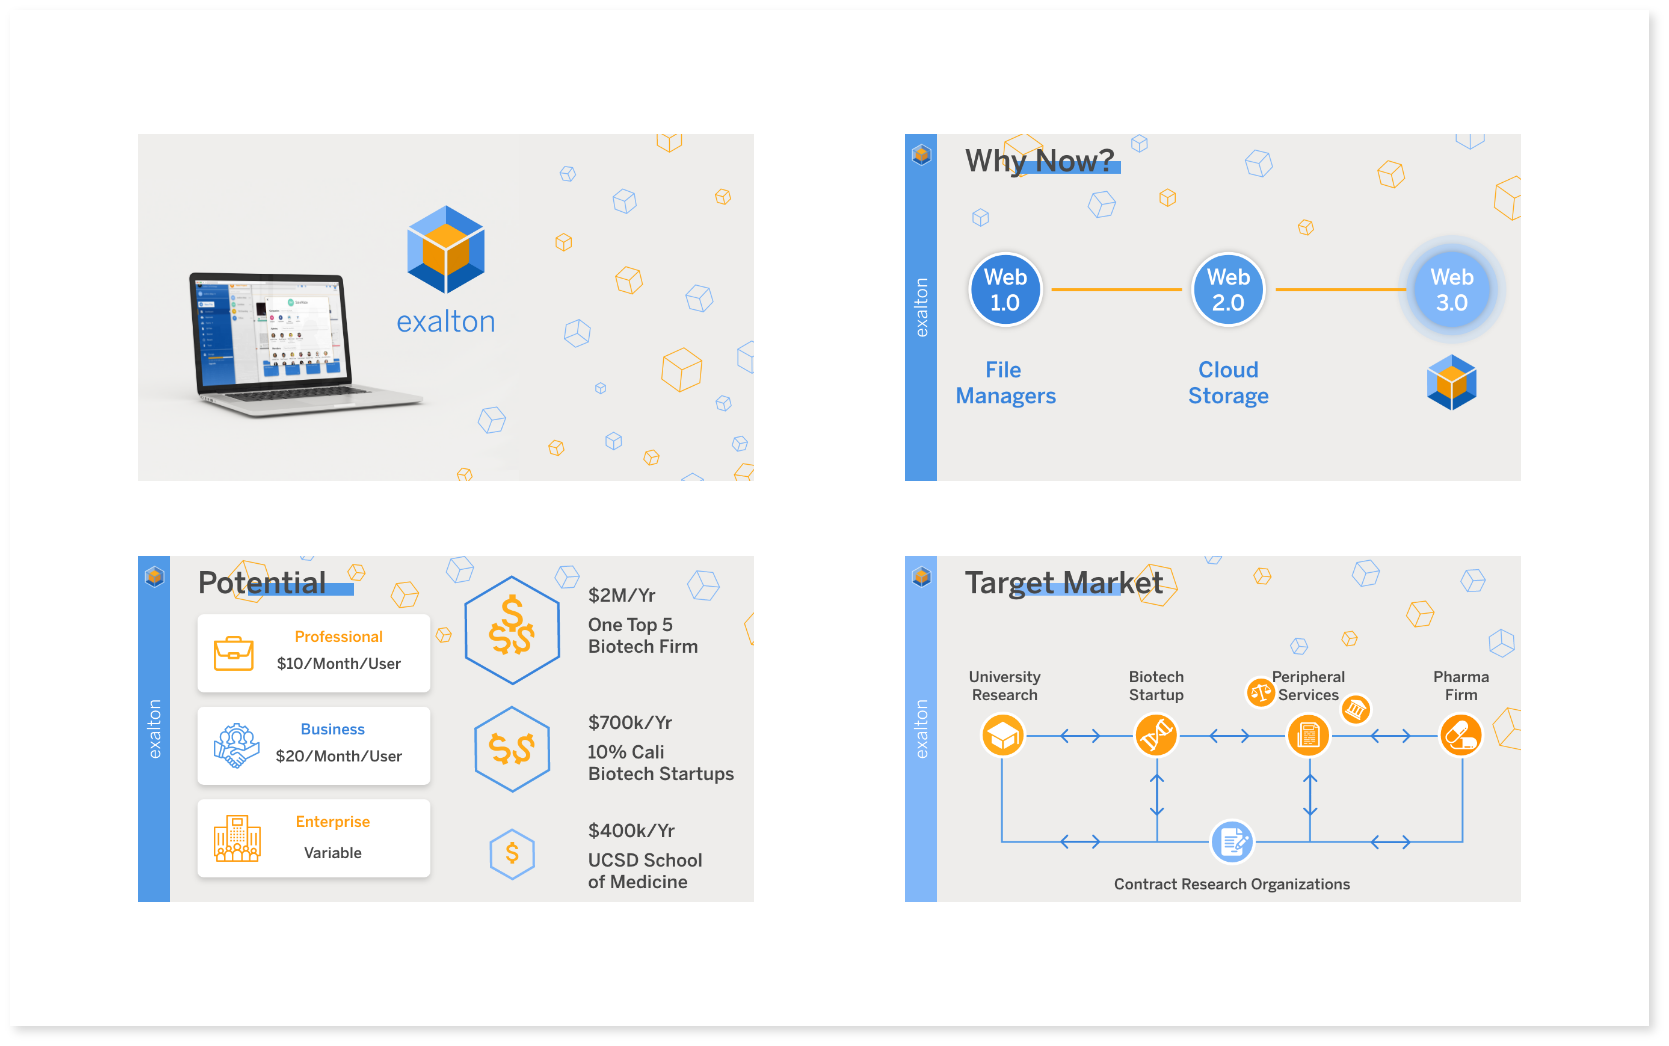 exalton
exalton
Why Now?
Web
1.0
Web
2.0
Web
3.0
File
Managers
Cloud
Storage
exalton
Potential
Professional
$10/Month/User
Business
$20/Month/User
Enterprise
Variable
$2M/Yr
One Top 5
Biotech Firm
$700k/Yr
10% Cali
Biotech Startups
$400k/Yr
UCSD School
of Medicine
exalton
Target Market
University
Research
Biotech
Startup
Peripheral
Services
Pharma
Firm
Contract Research Organizations